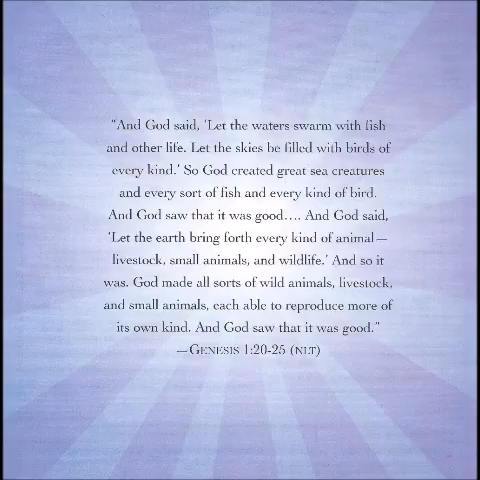 "And God said, 'Let the waters swarm with fish
and other life. Let the skies be filled with birds of
every kind.' So God created great sea creatures
and every sort of fish and every kind of bird.
And God saw that it was good.... And God said,
'Let the earth bring forth every kind of animal—
livestock, small animals, and wildlife.' And so it
was. God made all sorts of wild animals, livestock,
and small animals, each able to reproduce more of
its own kind. And God saw that it was good."
—GENESIS 1:20-25 (NLT)